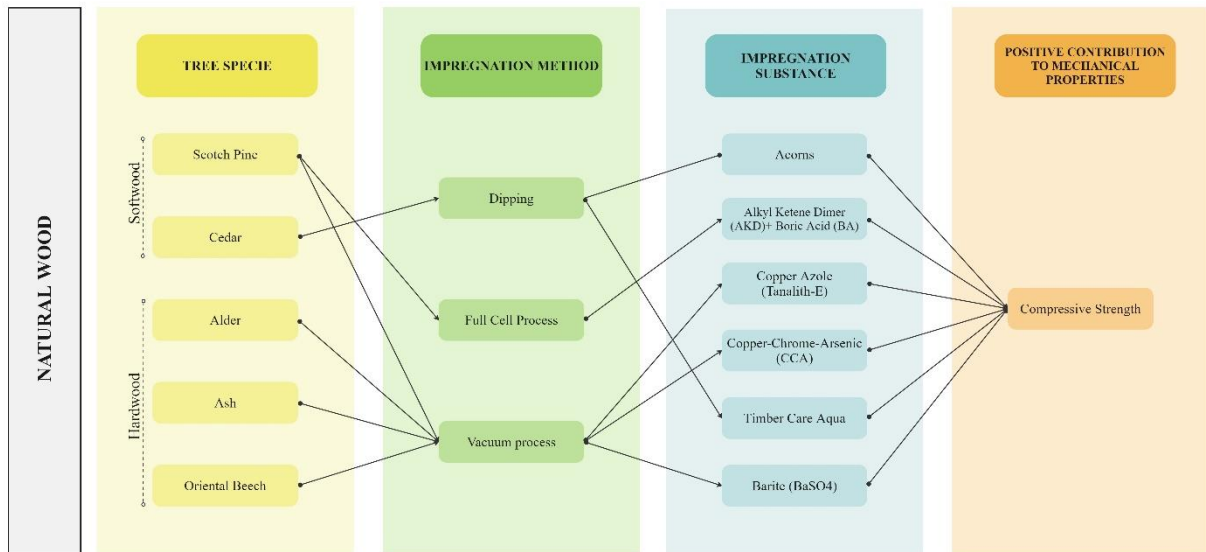 NATURAL WOOD
TREE SPECIE
Softwood
Scotch Pine
Cedar
Hardwood
Alder
Ash
Oriental Beech
IMPREGNATION METHOD
Dipping
Full Cell Process
Vacuum process
IMPREGNATION
SUBSTANCE
Acorns
Alkyl Ketene Dimer
(AKD)+ Boric Acid (BA)
Copper Azole
(Tanalith-E)
Copper-Chrome-Arsenic
(CCA)
Timber Care Aqua
Barite (BaSO4)
POSITIVE CONTRIBUTION
TO MECHANICAL
PROPERTIES
Compressive Strength